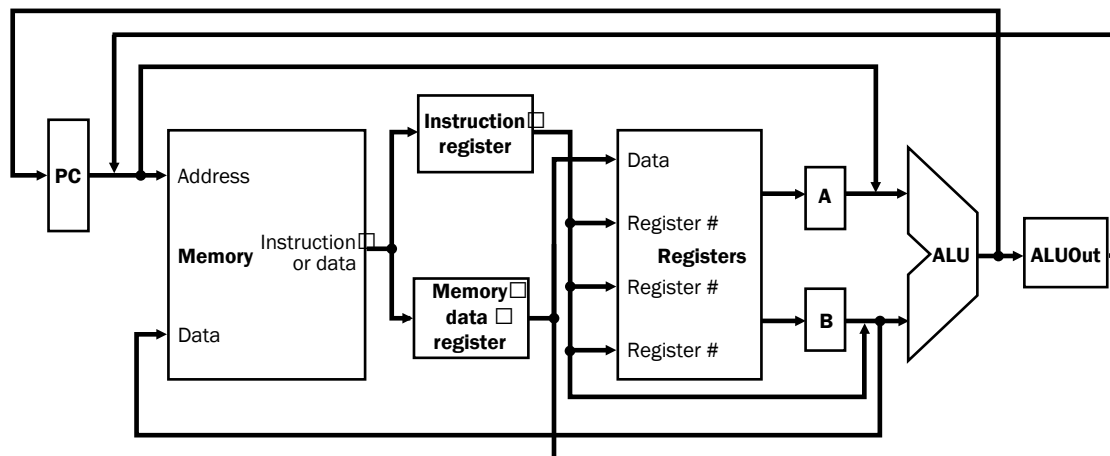 PC
Address
Memory
Instruction
or data
Data
Instruction
register
Memory
data
register
Data
Register #
Registers
Register #
Register #
A
B
ALU
ALUOut